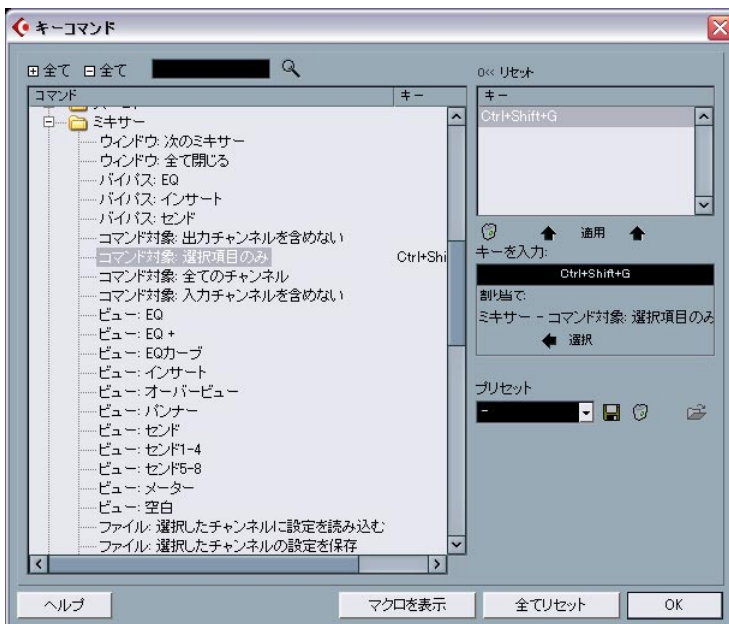 キーコマンド
全て 全て
0<< リセット
コマンド キー
キー
Ctrl+Shift+G
ミキサー
ウィンドウ: 次のミキサー
ウィンドウ: 全て閉じる
バイパス: EQ
バイパス: インサート
バイパス: センド
コマンド対象: 出力チャンネルを含めない
コマンド対象: 選択項目のみ Ctrl+Shi
コマンド対象: 全てのチャンネル
コマンド対象: 入力チャンネルを含めない
ビュー: EQ
ビュー: EQ +
ビュー: EQカーブ
ビュー: インサート
ビュー: オーバービュー
ビュー: パンナー
ビュー: センド
ビュー: センド1-4
ビュー: センド5-8
ビュー: メーター
ビュー: 空白
ファイル: 選択したチャンネルに設定を読み込む
ファイル: 選択したチャンネルの設定を保存
適用
キーを入力:
Ctrl+Shift+G
割り当て:
ミキサー - コマンド対象: 選択項目のみ
選択
プリセット
-
ヘルプ
マクロを表示
全てリセット
OK